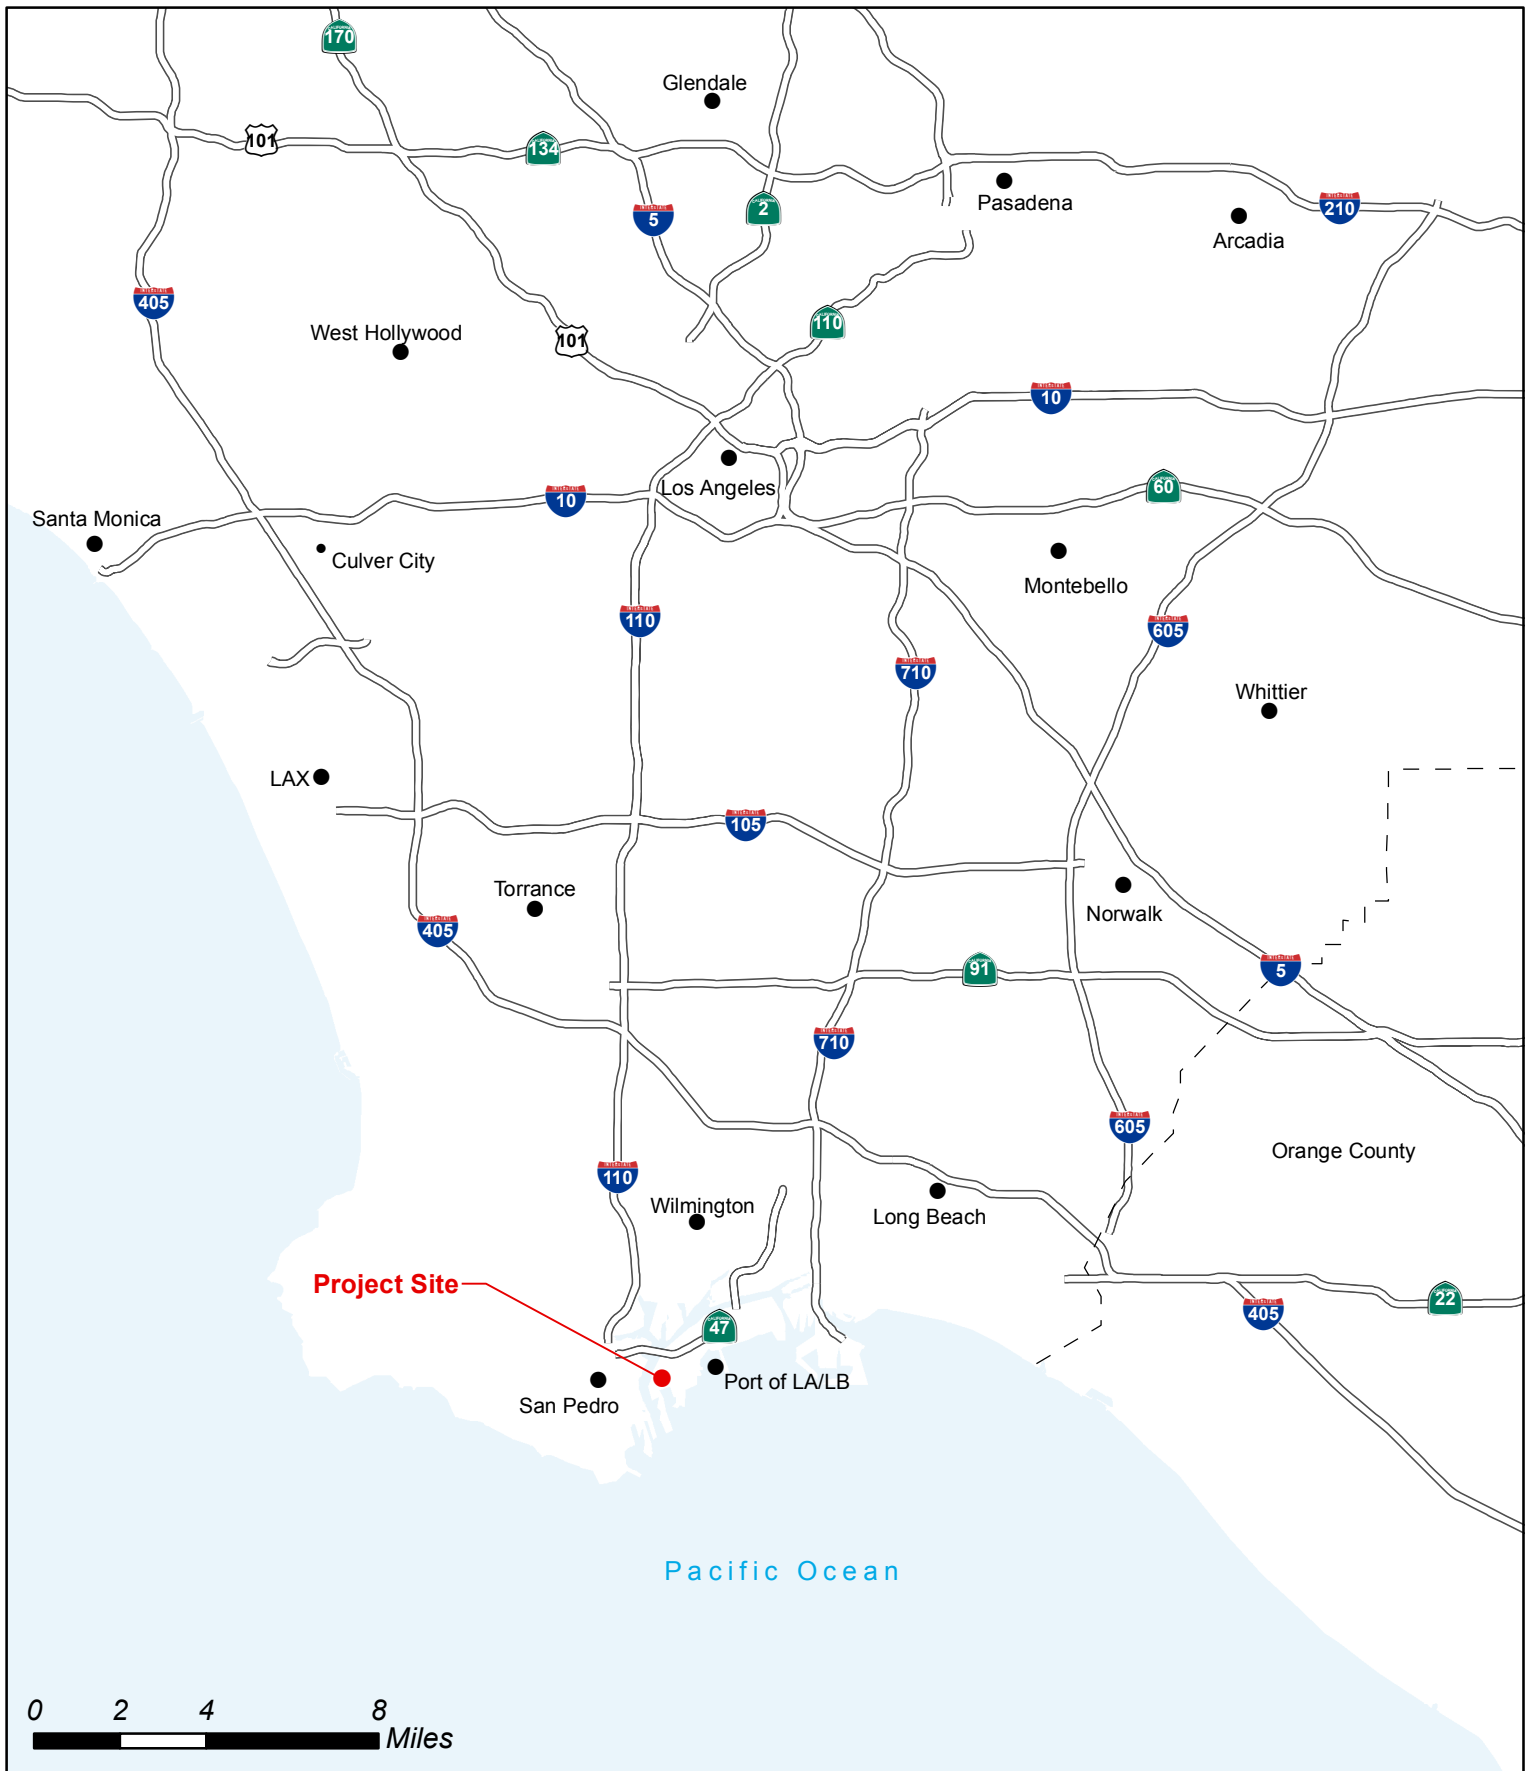 170
Glendale
101
134
Pasadena
5
2
210
Arcadia
405
110
West Hollywood
101
10
Los Angeles
60
10
Santa Monica
Culver City
Montebello
110
605
710
Whittier
LAX
105
Torrance
Norwalk
405
91
5
710
605
Orange County
110
Wilmington
Long Beach
Project Site
22
405
47
Port of LA/LB
San Pedro
Pacific Ocean
0 2 4 8
Miles